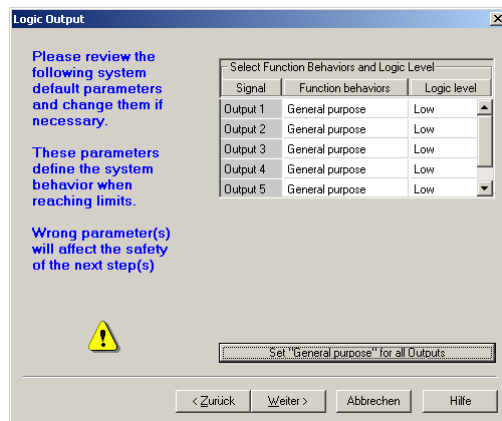 Logic Output
Please review the
following system
default parameters
and change them if
necessary.
These parameters
define the system
behavior when
reaching limits.
Wrong parameter(s)
will affect the safety
of the next step(s)
Select Function Behaviors and Logic Level
Signal Function behaviors Logic level
Output 1 General purpose Low
Output 2 General purpose Low
Output 3 General purpose Low
Output 4 General purpose Low
Output 5 General purpose Low
Set "General purpose" for all Outputs
< Zurück Weiter > Abbrechen Hilfe